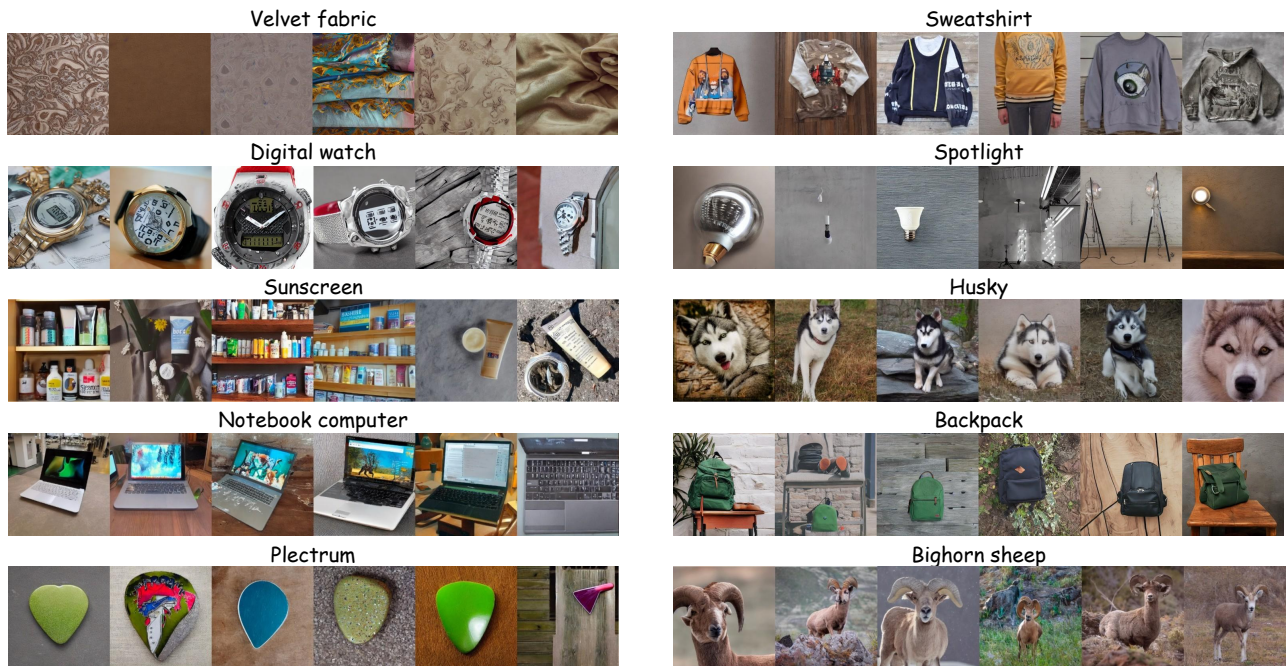 Velvet fabric
Sweatshirt
Digital watch
Spotlight
Sunscreen
Husky
Notebook computer
Backpack
Plectrum
Bighorn sheep